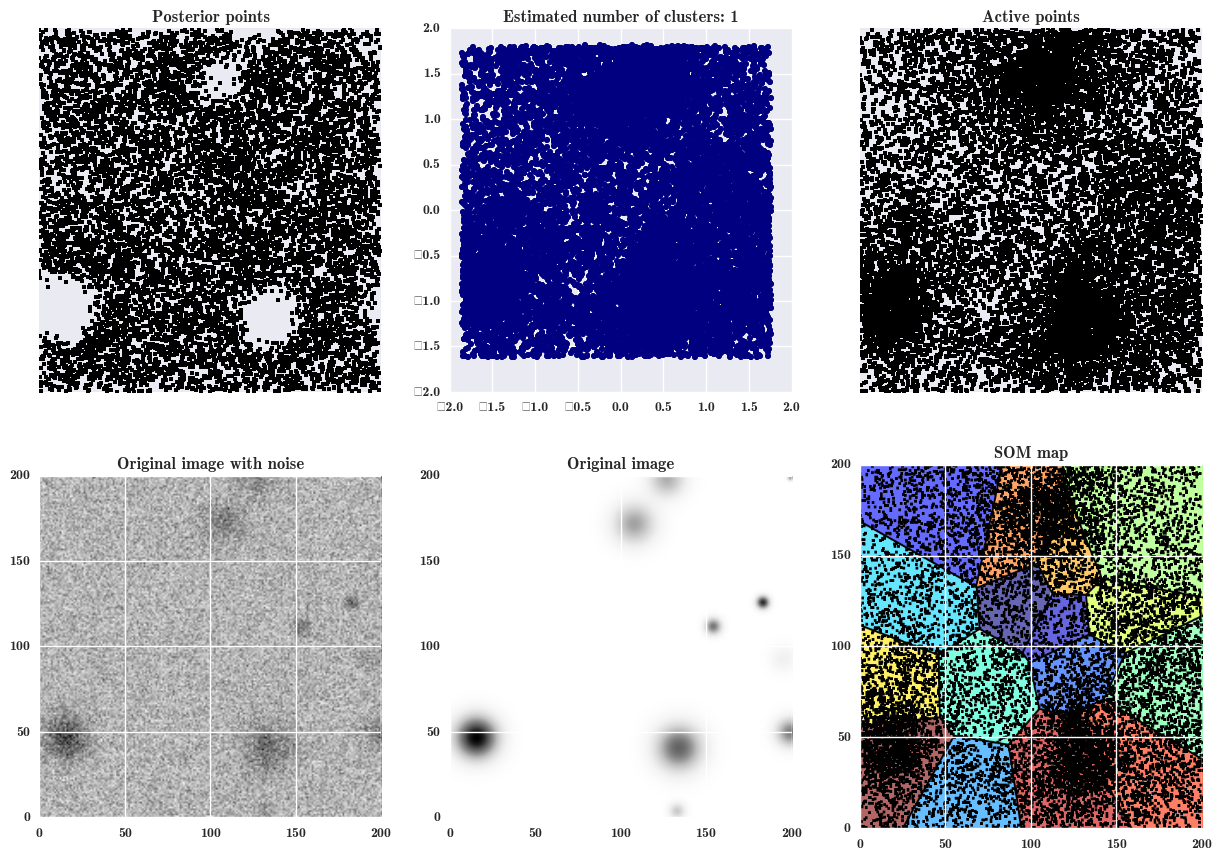 Posterior points
Estimated number of clusters: 1
Active points
2.0
1.5
1.0
0.5
0.0
□0.5
□1.0
□1.5
□2.0
□2.0 □1.5 □1.0 □0.5 0.0 0.5 1.0 1.5 2.0
Original image with noise
Original image
SOM map
200
150
100
50
0
0 50 100 150 200
200
150
100
50
0
0 50 100 150 200
200
150
100
50
0
0 50 100 150 200